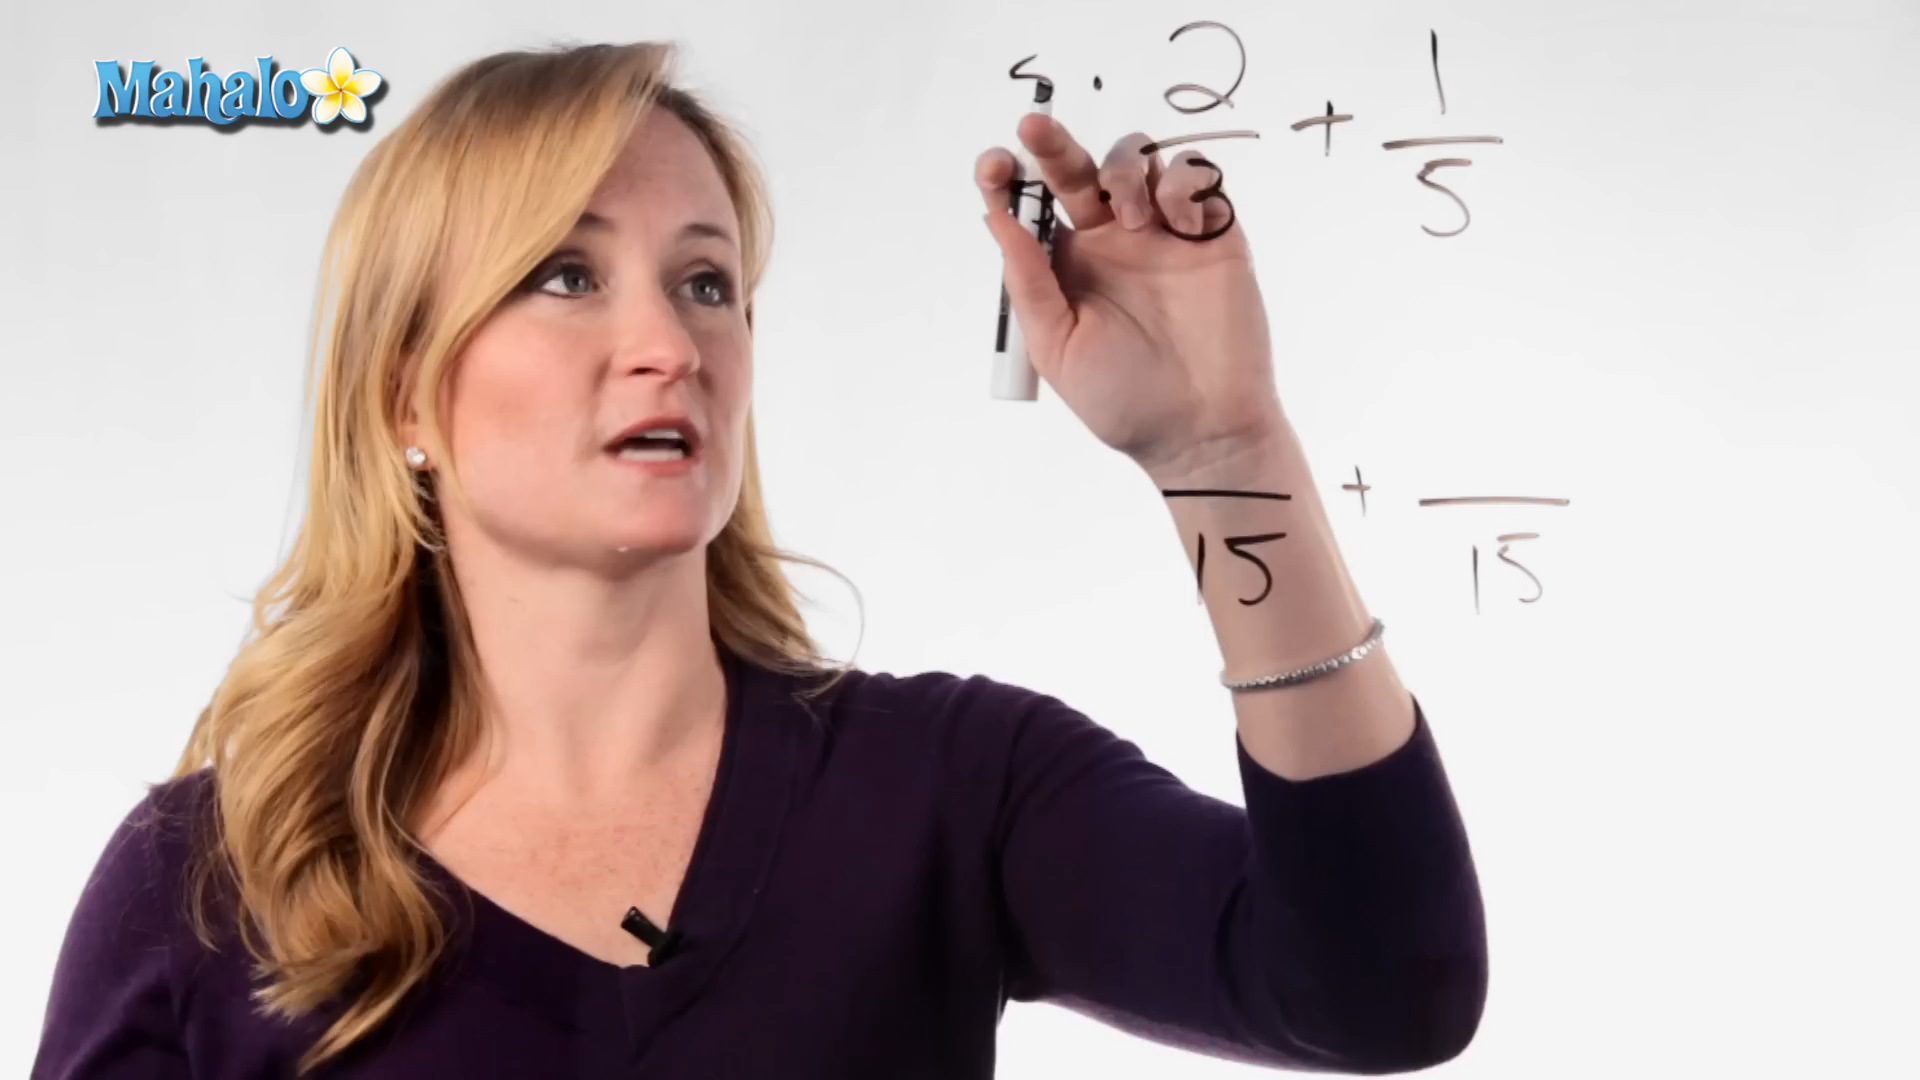 Mahalo
5 · 2 1
— + —
· 3 5
— + —
15 15